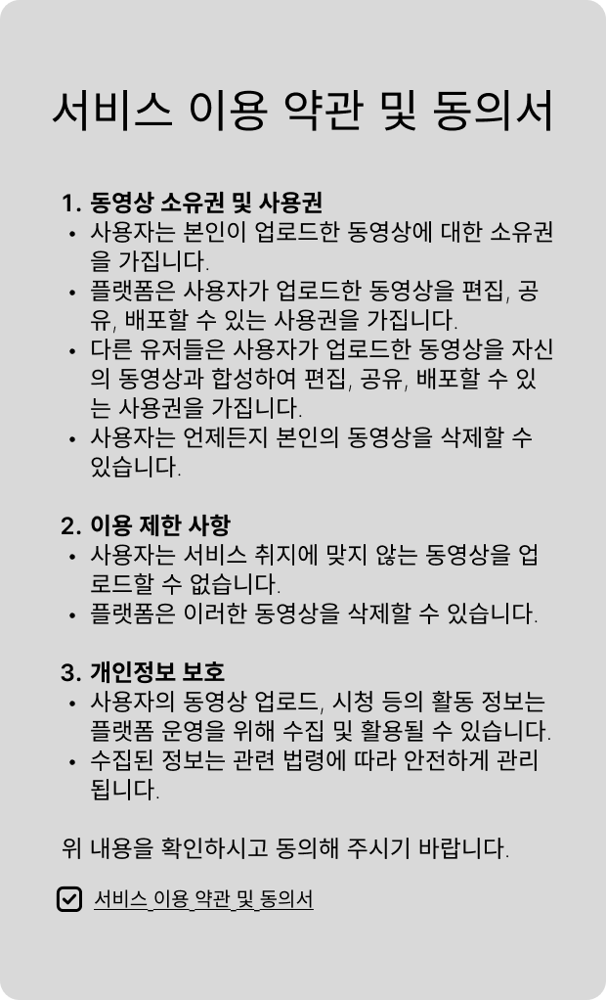 서비스 이용 약관 및 동의서
1. 동영상 소유권 및 사용권
• 사용자는 본인이 업로드한 동영상에 대한 소유권
을 가집니다.
• 플랫폼은 사용자가 업로드한 동영상을 편집, 공
유, 배포할 수 있는 사용권을 가집니다.
• 다른 유저들은 사용자가 업로드한 동영상을 자신
의 동영상과 합성하여 편집, 공유, 배포할 수 있
는 사용권을 가집니다.
• 사용자는 언제든지 본인의 동영상을 삭제할 수
있습니다.
2. 이용 제한 사항
• 사용자는 서비스 취지에 맞지 않는 동영상을 업
로드할 수 없습니다.
• 플랫폼은 이러한 동영상을 삭제할 수 있습니다.
3. 개인정보 보호
• 사용자의 동영상 업로드, 시청 등의 활동 정보는
플랫폼 운영을 위해 수집 및 활용될 수 있습니다.
• 수집된 정보는 관련 법령에 따라 안전하게 관리
됩니다.
위 내용을 확인하시고 동의해 주시기 바랍니다.
서비스 이용 약관 및 동의서